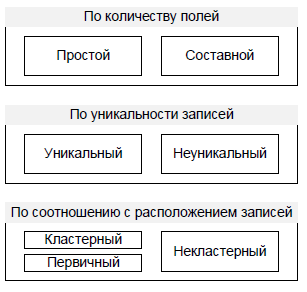 По количеству полей
Простой Составной
По уникальности записей
Уникальный Неуникальный
По соотношению с расположением записей
Кластерный
Некластерный
Первичный